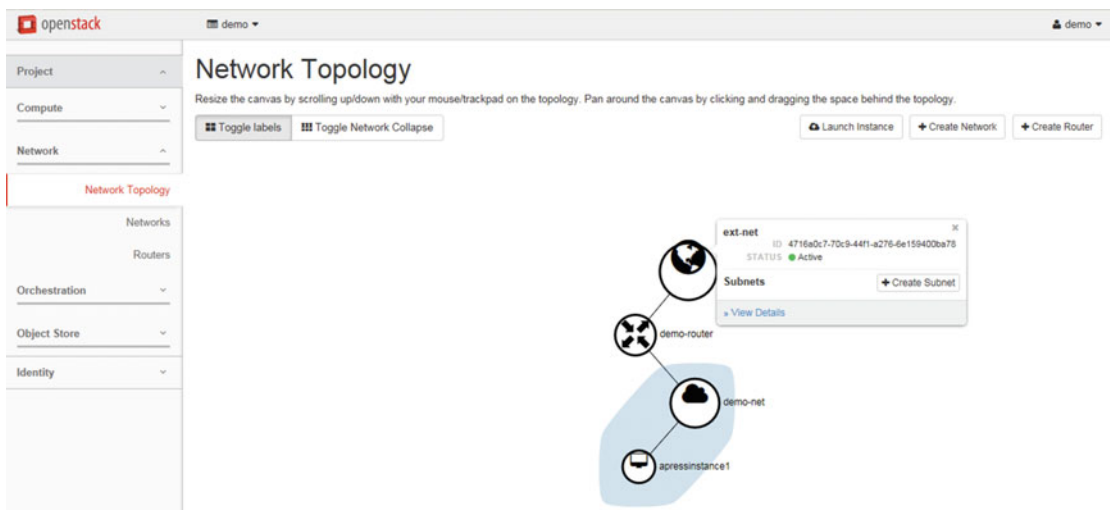 openstack
demo
demo
Project
Compute
Network
Network Topology
Networks
Routers
Orchestration
Object Store
Identity
Network Topology
Resize the canvas by scrolling up/down with your mouse/trackpad on the topology. Pan around the canvas by clicking and dragging the space behind the topology.
Toggle labels
Toggle Network Collapse
Launch Instance
+ Create Network
+ Create Router
ext-net
ID 4716a0c7-70c9-44f1-a276-6e159400ba78
STATUS Active
Subnets
+ Create Subnet
» View Details
demo-router
demo-net
apressinstance1